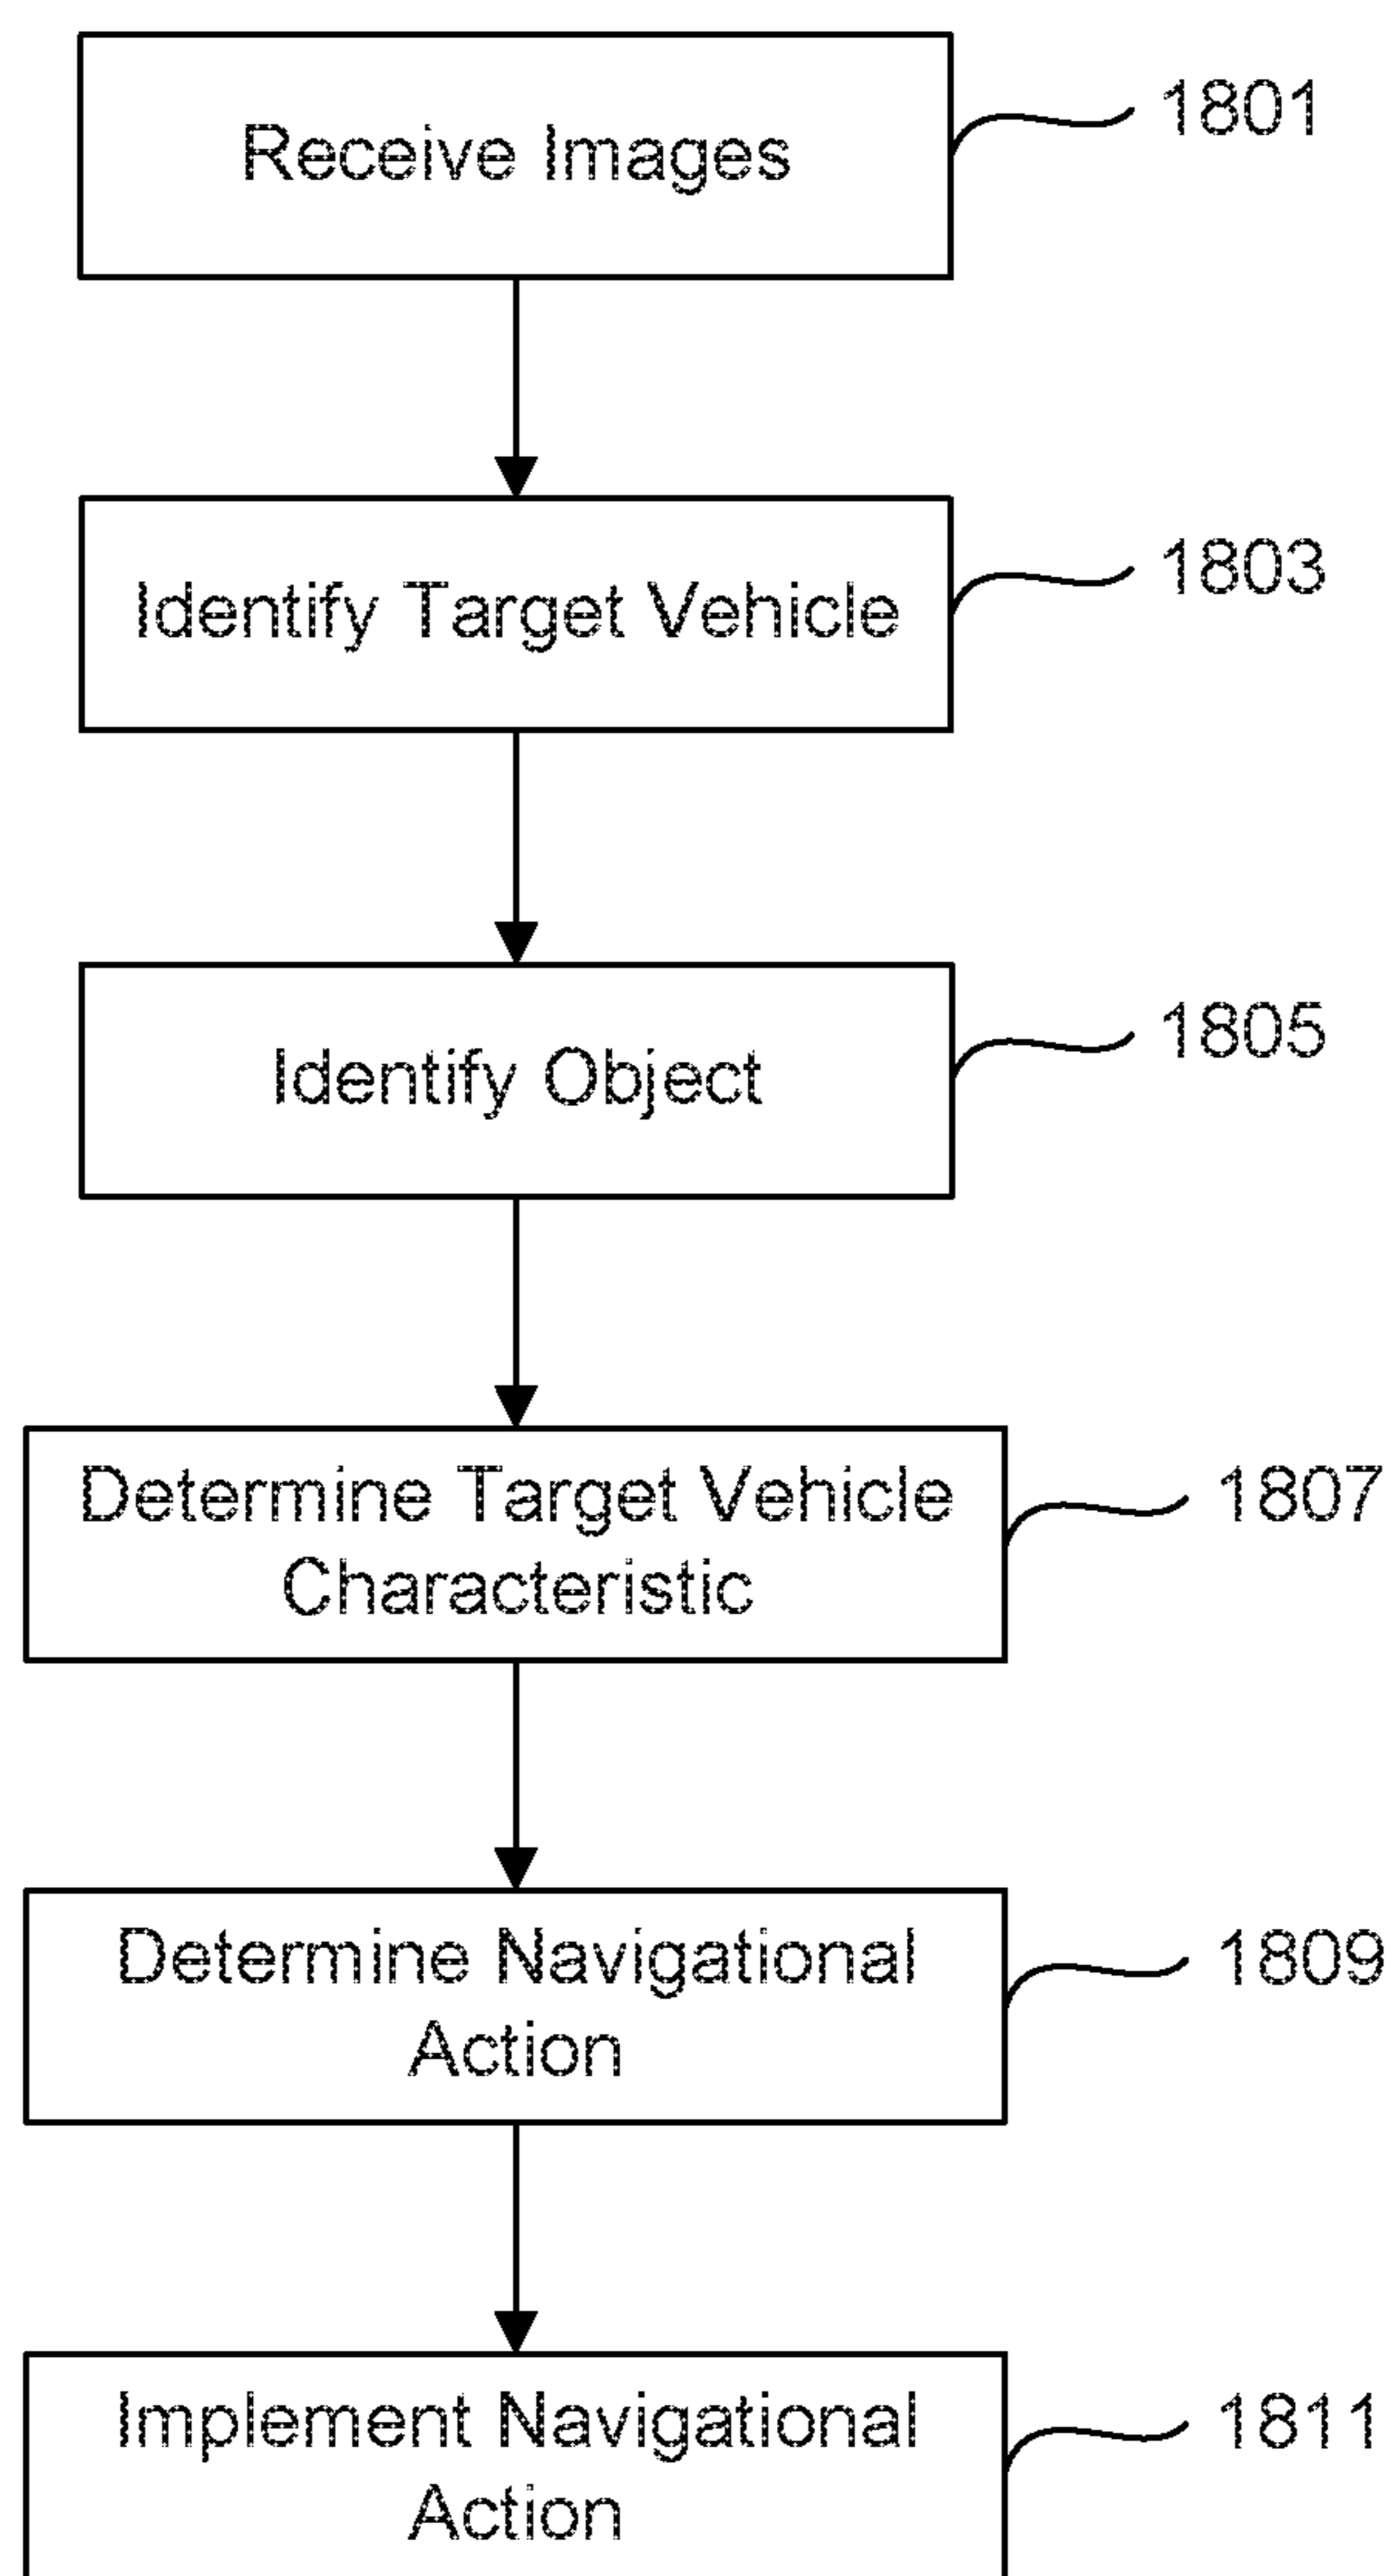 Receive Images
1801
Identify Target Vehicle
1803
Identify Object
1805
Determine Target Vehicle
Characteristic
1807
Determine Navigational
Action
1809
Implement Navigational
Action
1811